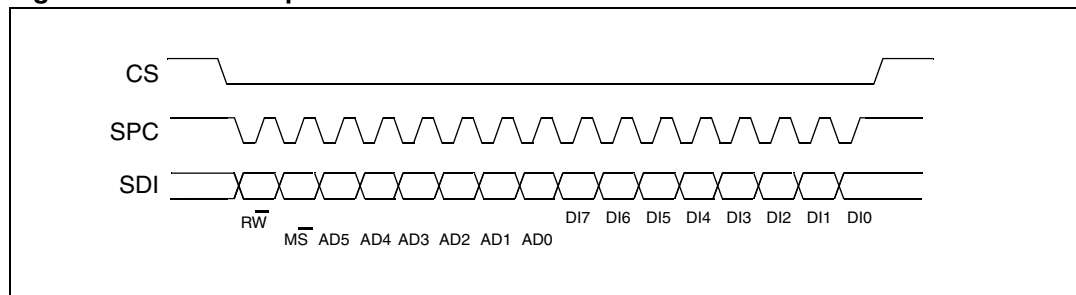 CS
SPC
SDI
RW̅ DI7 DI6 DI5 DI4 DI3 DI2 DI1 DI0
MS̅ AD5 AD4 AD3 AD2 AD1 AD0